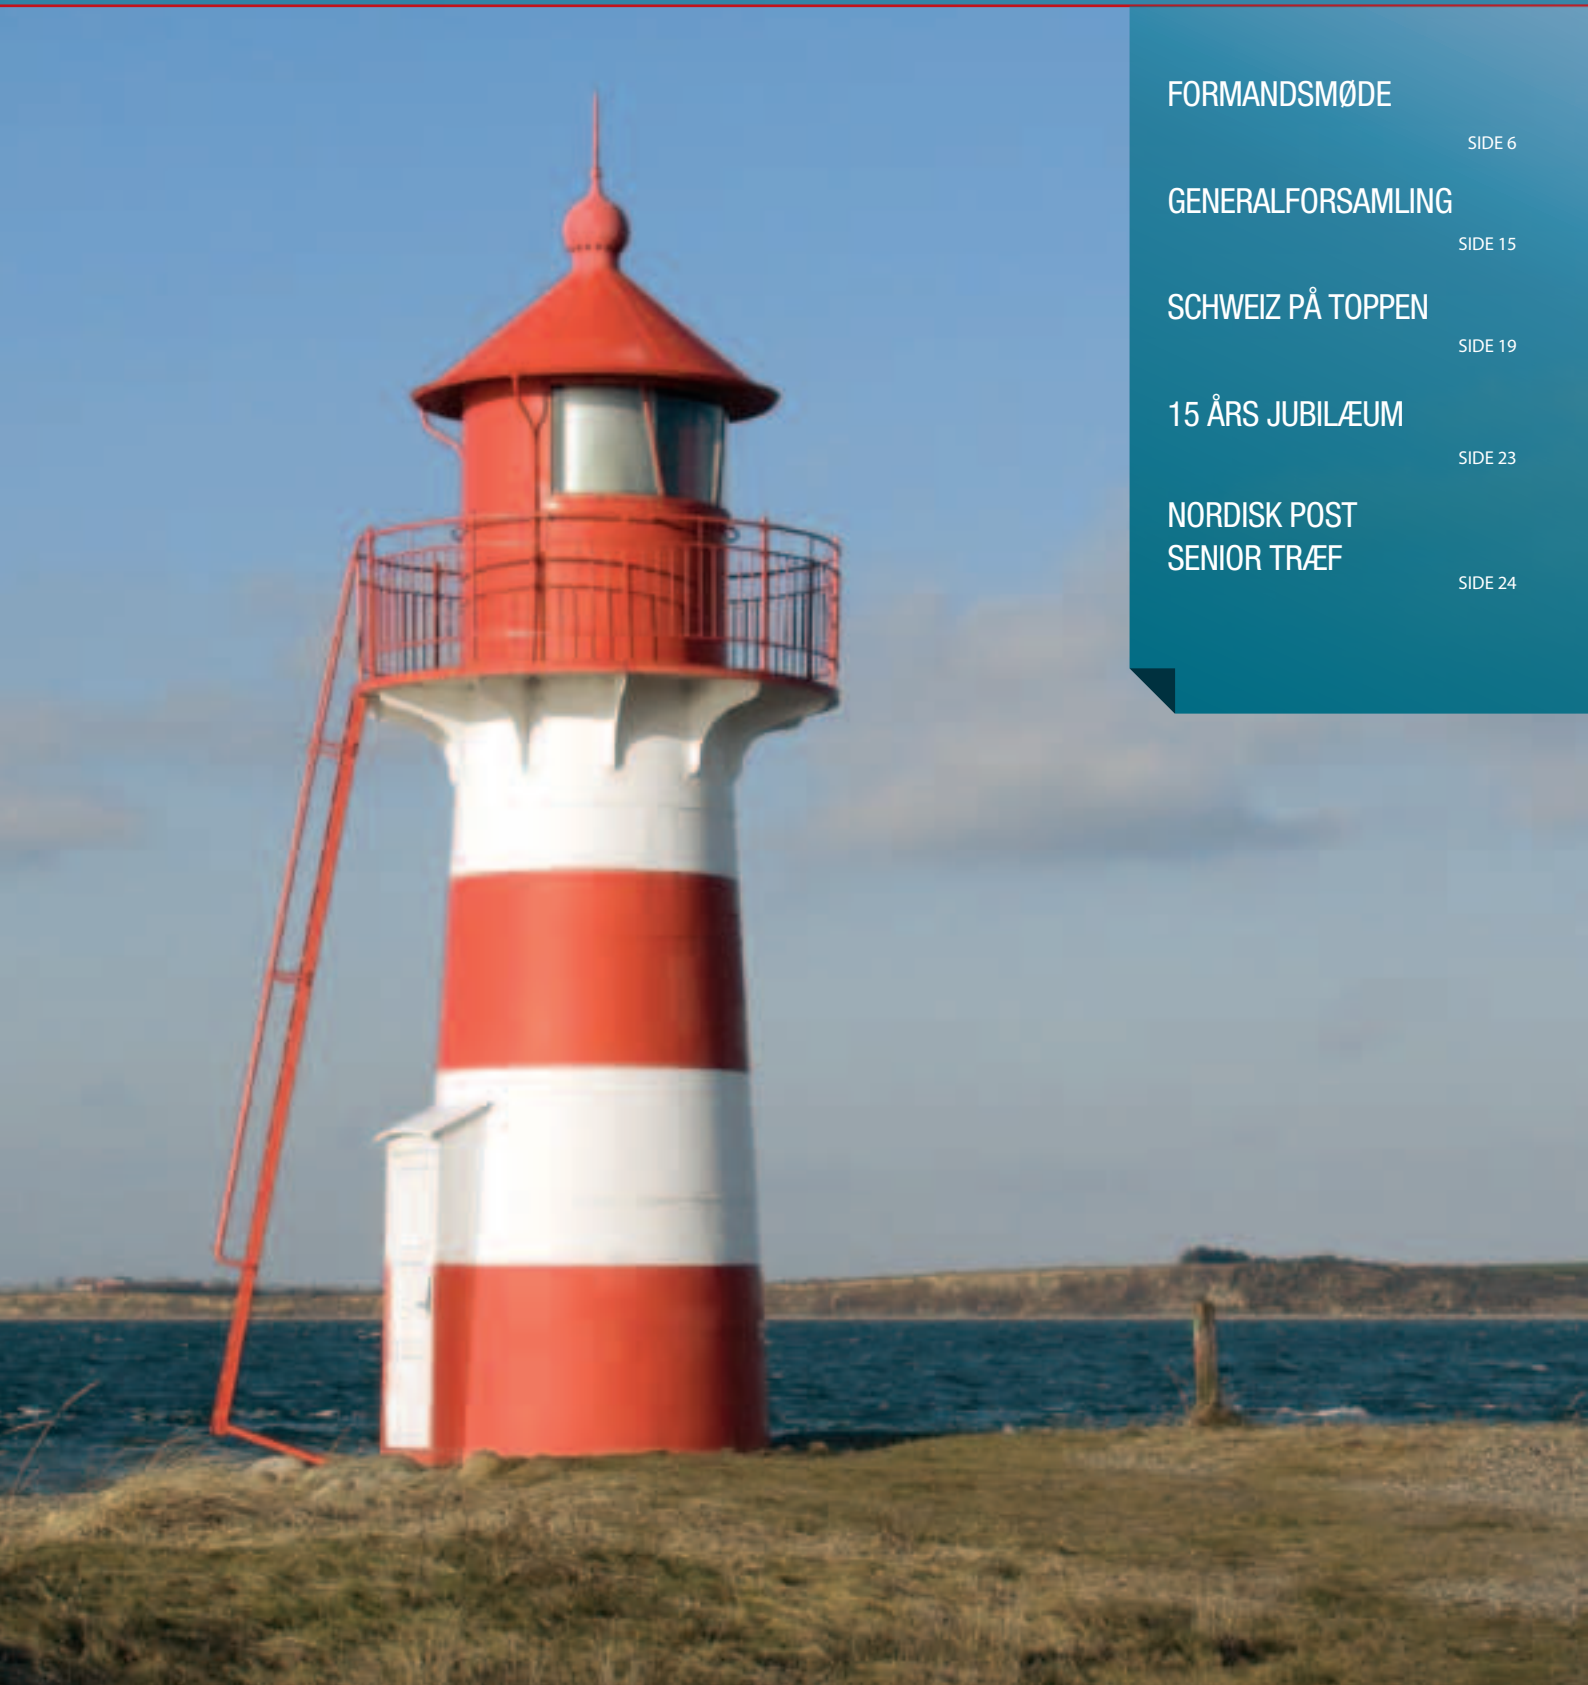 FORMANDSMØDE
SIDE 6
GENERALFORSAMLING
SIDE 15
SCHWEIZ PÅ TOPPEN
SIDE 19
15 ÅRS JUBILÆUM
SIDE 23
NORDISK POST
SENIOR TRÆF
SIDE 24